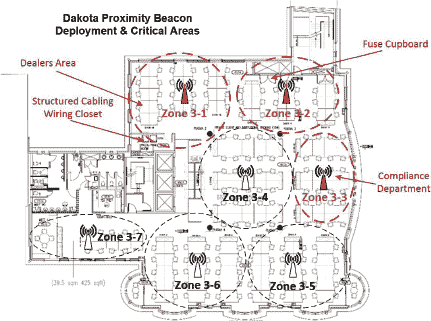 Dakota Proximity Beacon
Deployment & Critical Areas
Fuse Cupboard
Dealers Area
Structured Cabling
Wiring Closet
Zone 3-1
Zone 3-2
Compliance
Department
Zone 3-4
Zone 3-3
Zone 3-7
Zone 3-6
Zone 3-5